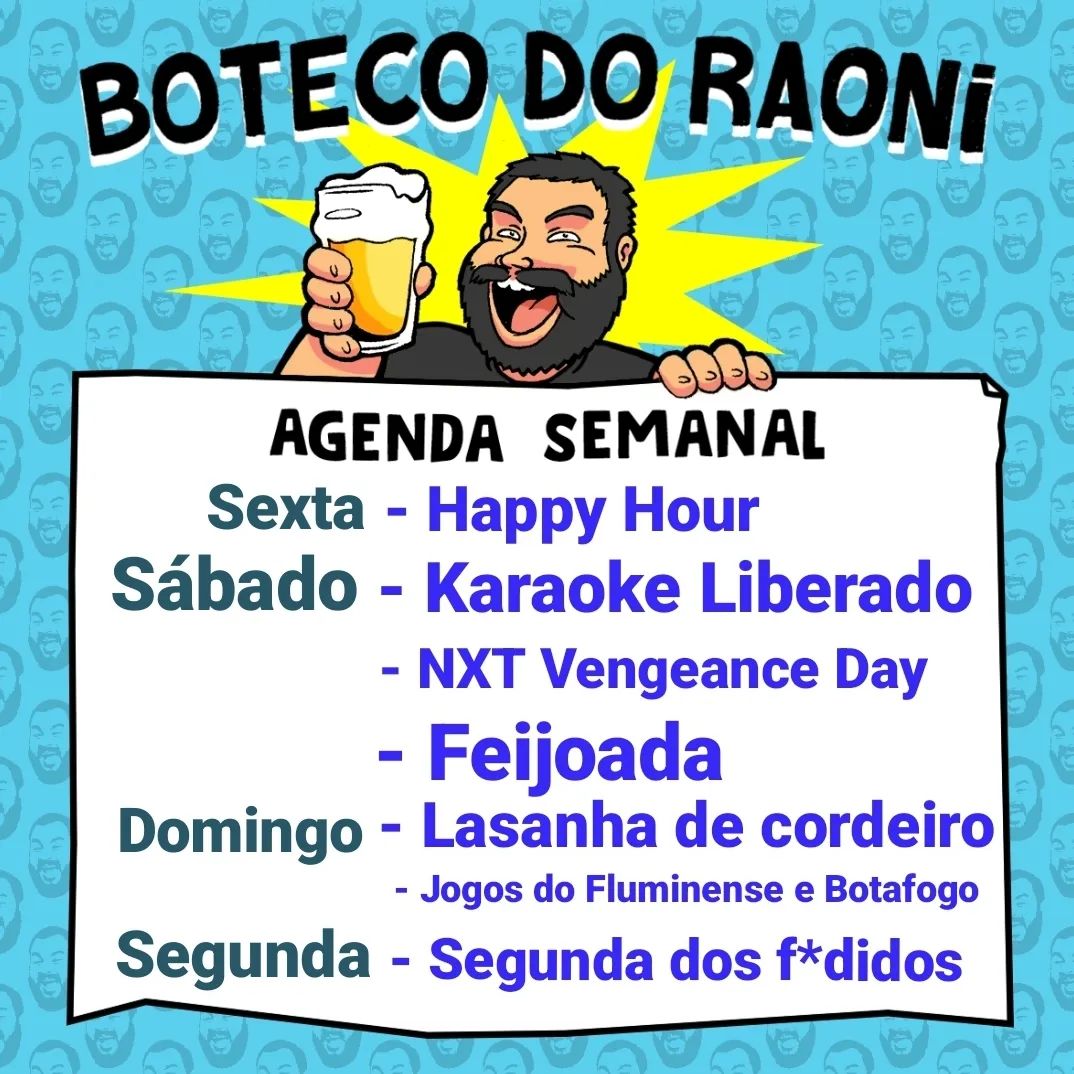 BOTECO DO RAONi
AGENDA SEMANAL
Sexta - Happy Hour
Sábado - Karaoke Liberado
- NXT Vengeance Day
- Feijoada
Domingo - Lasanha de cordeiro
- Jogos do Fluminense e Botafogo
Segunda - Segunda dos f*didos